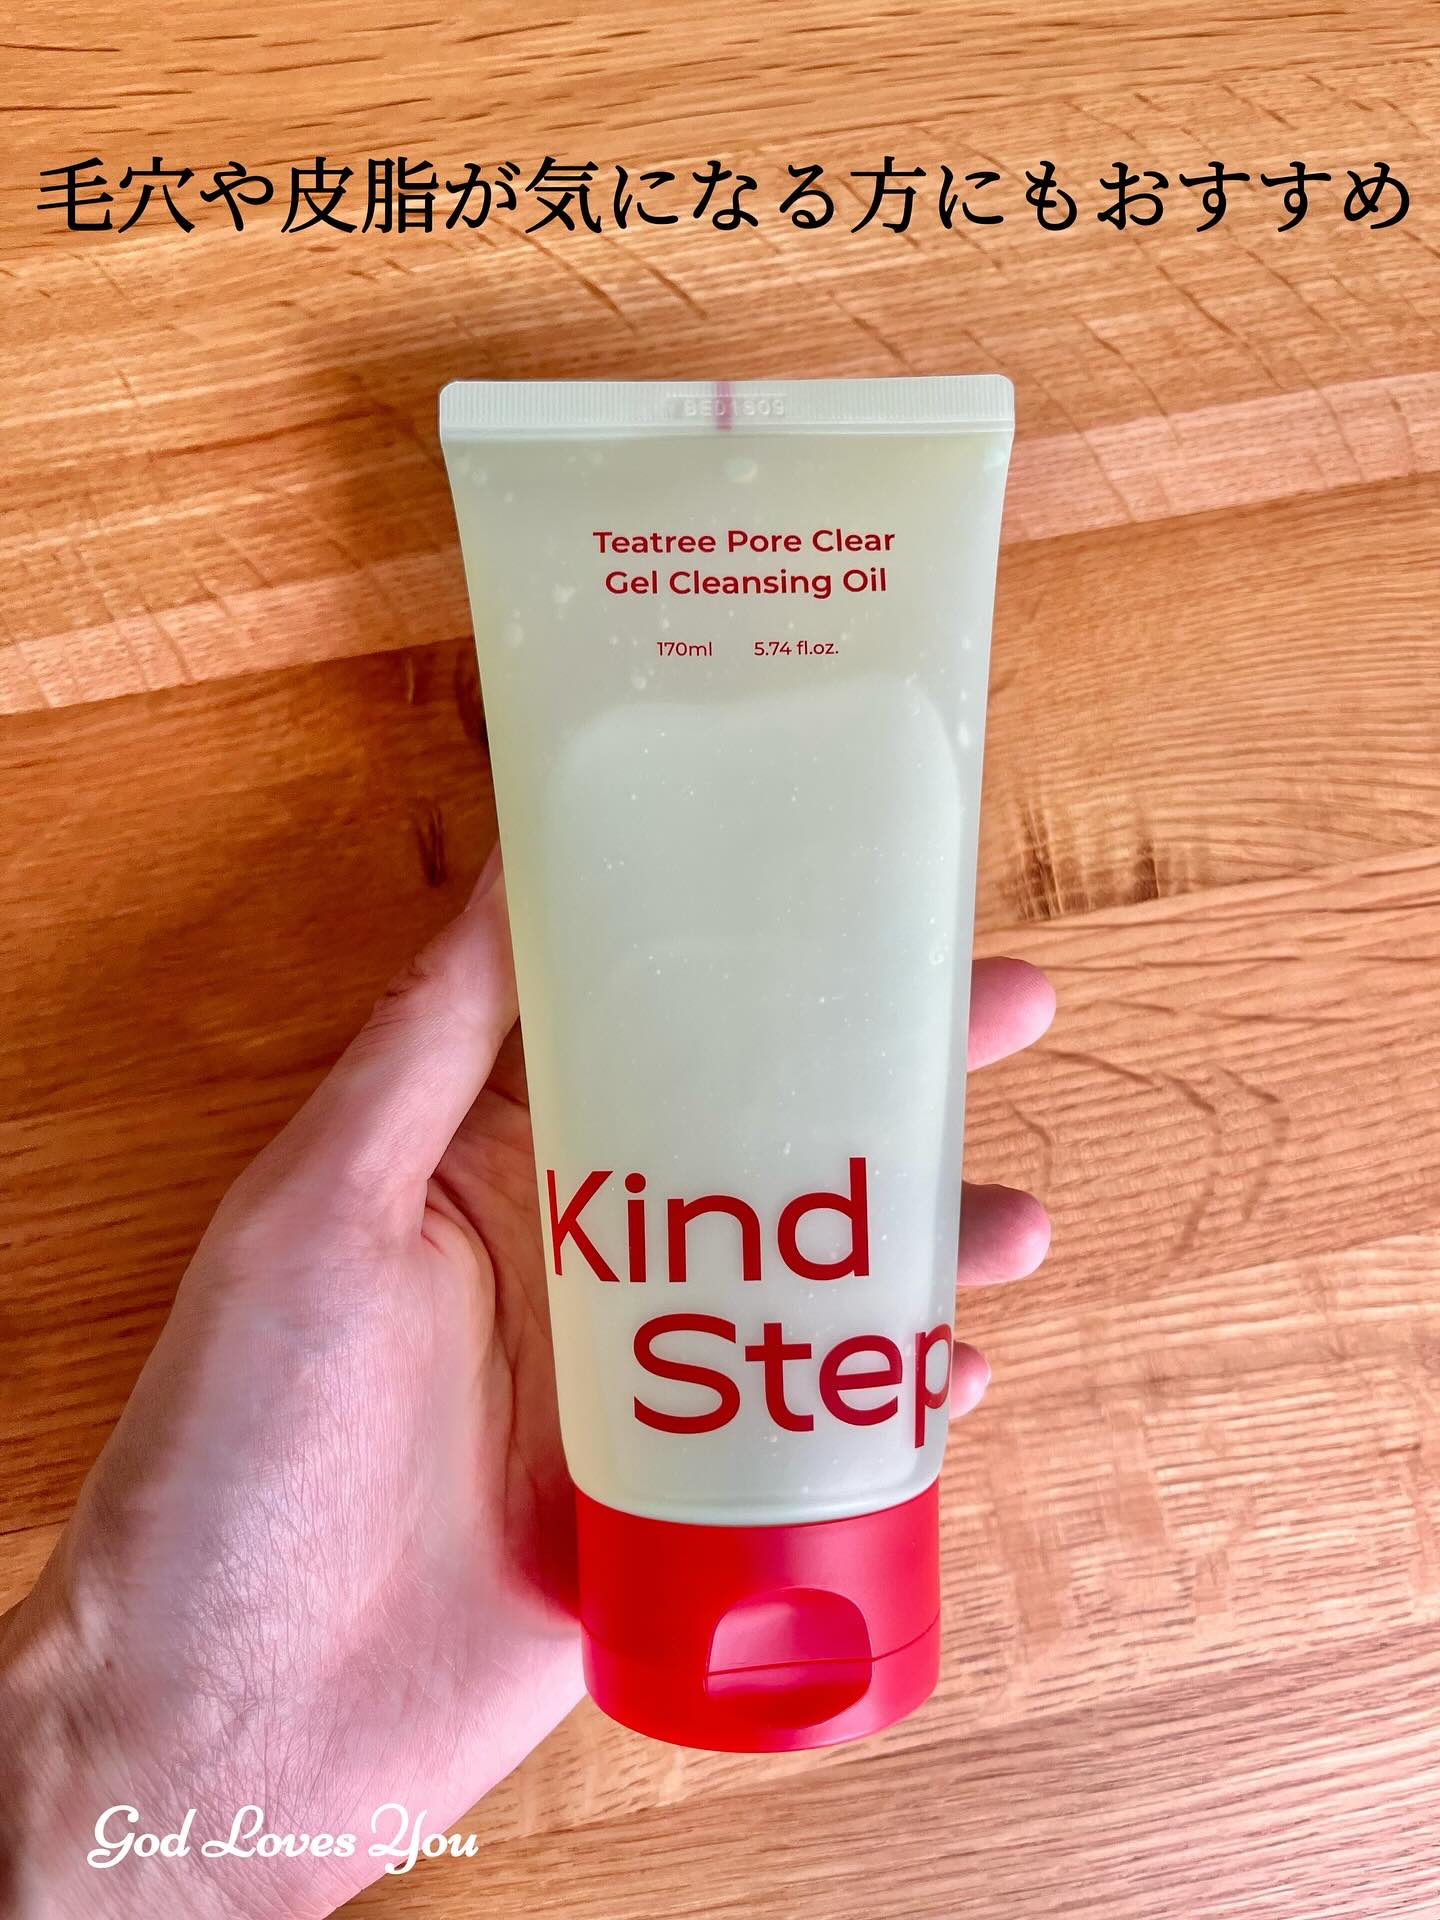 毛穴や皮脂が気になる方にもおすすめ
Teatree Pore Clear
Gel Cleansing Oil
170ml 5.74 fl.oz.
Kind
Step
God Loves You